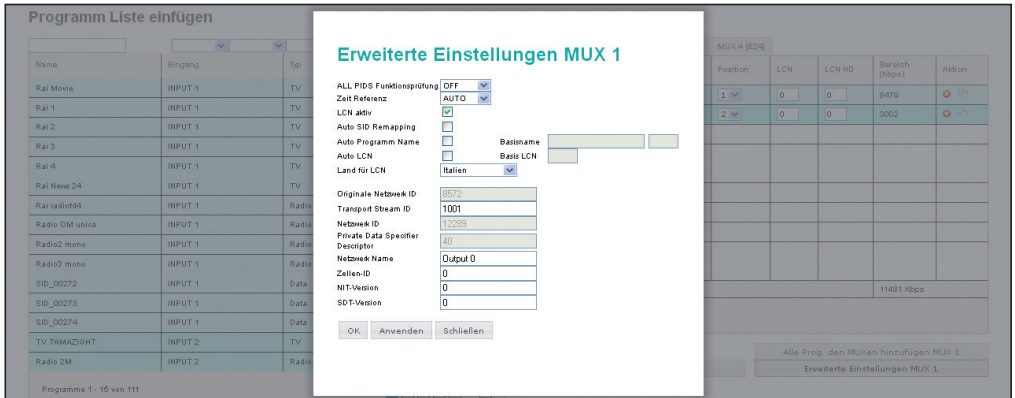 Programm Liste einfügen
MUX 4 [E24]
Name Eingang Typ Position LCN LCN HD Bereich (Kbps) Aktion
Rai Movie INPUT 1 TV 1 0 0 8479
Rai 1 INPUT 1 TV 2 0 0 3002
Rai 2 INPUT 1 TV
Rai 3 INPUT 1 TV
Rai 4 INPUT 1 TV
Rai News 24 INPUT 1 TV
Rai radiofd4 INPUT 1 Radio
Radio OM unica INPUT 1 Radio
Radio2 mono INPUT 1 Radio
Radio3 mono INPUT 1 Radio
SID_00272 INPUT 1 Data
SID_00273 INPUT 1 Data
SID_00274 INPUT 1 Data
TV TAMAZIGHT INPUT 2 TV
Radio 2M INPUT 2 Radio
Programme 1 - 15 von 111
11481 Kbps
Alle Prog. den MUXen hinzufügen MUX 1
Erweiterte Einstellungen MUX 1
Erweiterte Einstellungen MUX 1
ALL PIDS Funktionsprüfung OFF
Zeit Referenz AUTO
LCN aktiv
Auto SID Remapping
Auto Programm Name Basisname
Auto LCN Basis LCN
Land für LCN Italien
Originale Netzwerk ID 8572
Transport Stream ID 1001
Netzwerk ID 12289
Private Data Specifier
Descriptor 40
Netzwerk Name Output 0
Zellen-ID 0
NIT-Version 0
SDT-Version 0
OK Anwenden Schließen